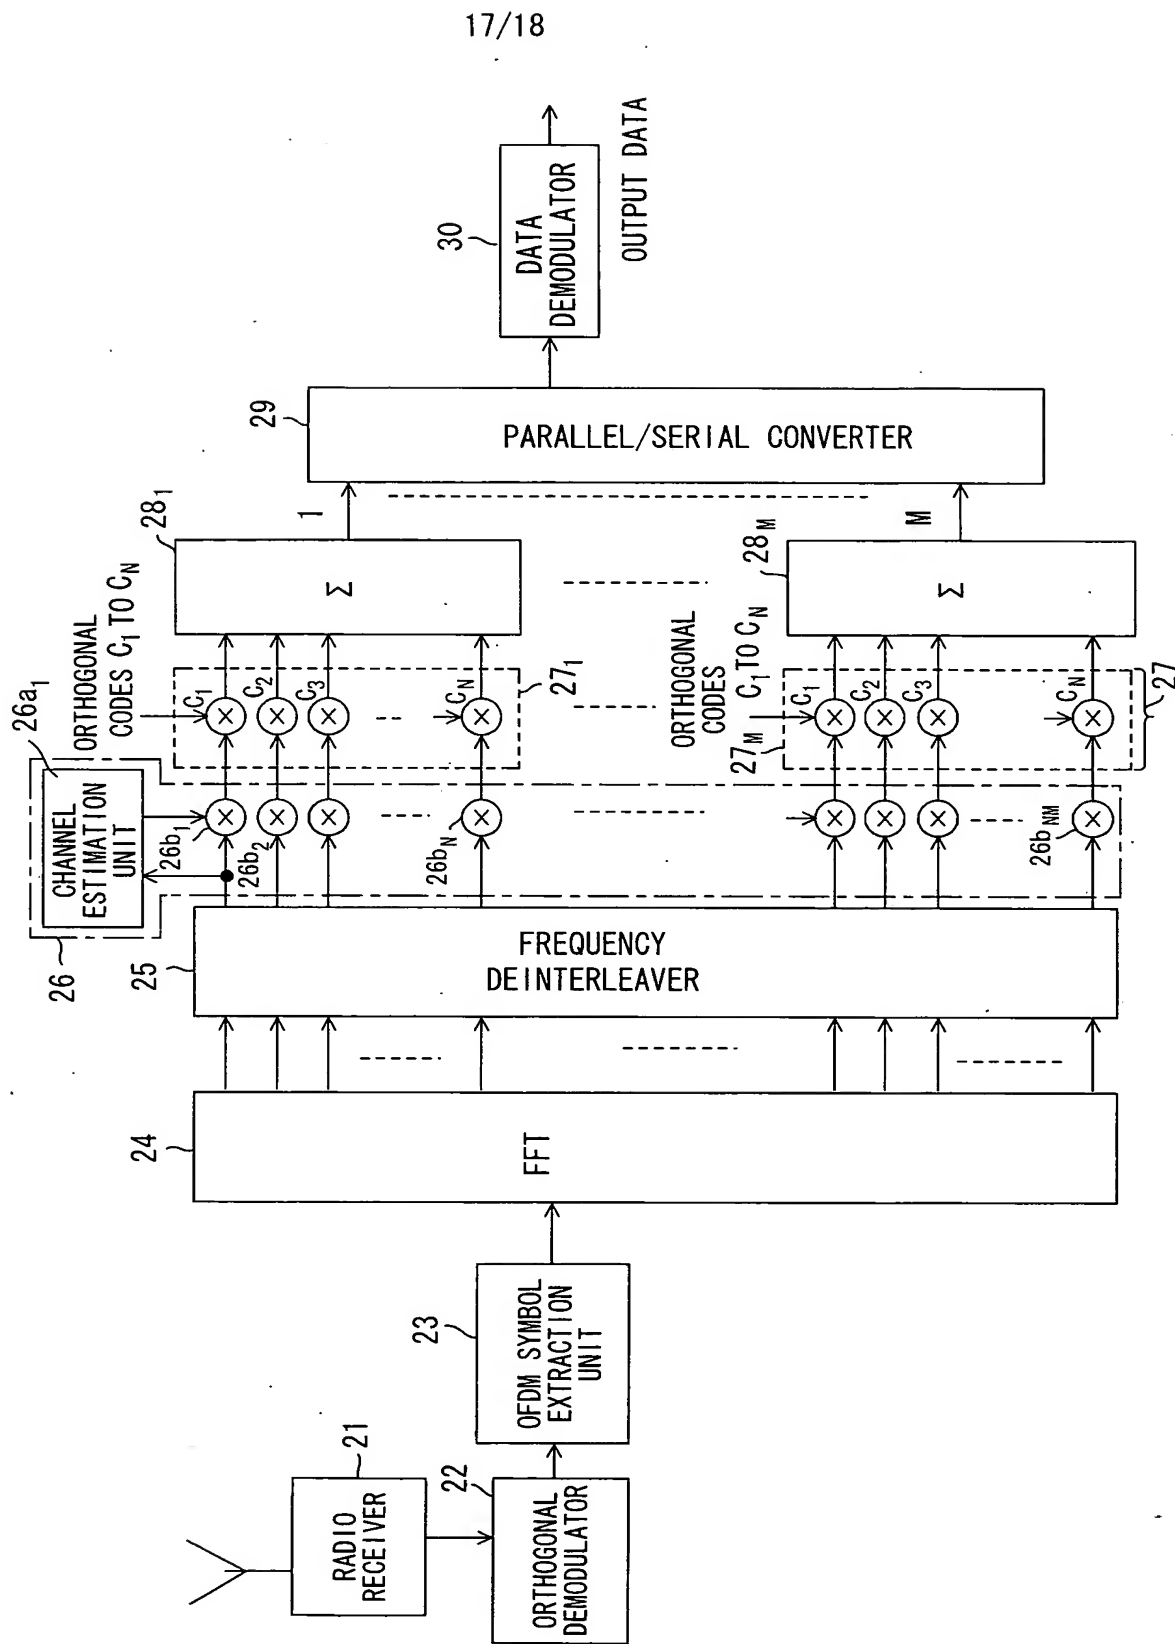 17/18
RADIO
RECEIVER
21
ORTHOGONAL
DEMODULATOR
22
OFDM SYMBOL
EXTRACTION
UNIT
23
FFT
24
FREQUENCY
DEINTERLEAVER
25
26
CHANNEL
ESTIMATION
UNIT
26a1
26b1
26b2
26bN
26bNM
ORTHOGONAL
CODES C1 TO CN
C1
C2
C3
CN
271
ORTHOGONAL
CODES
C1 TO CN
27M
C1
C2
C3
CN
27
Σ
281
Σ
28M
1
M
PARALLEL/SERIAL CONVERTER
29
DATA
DEMODULATOR
30
OUTPUT DATA